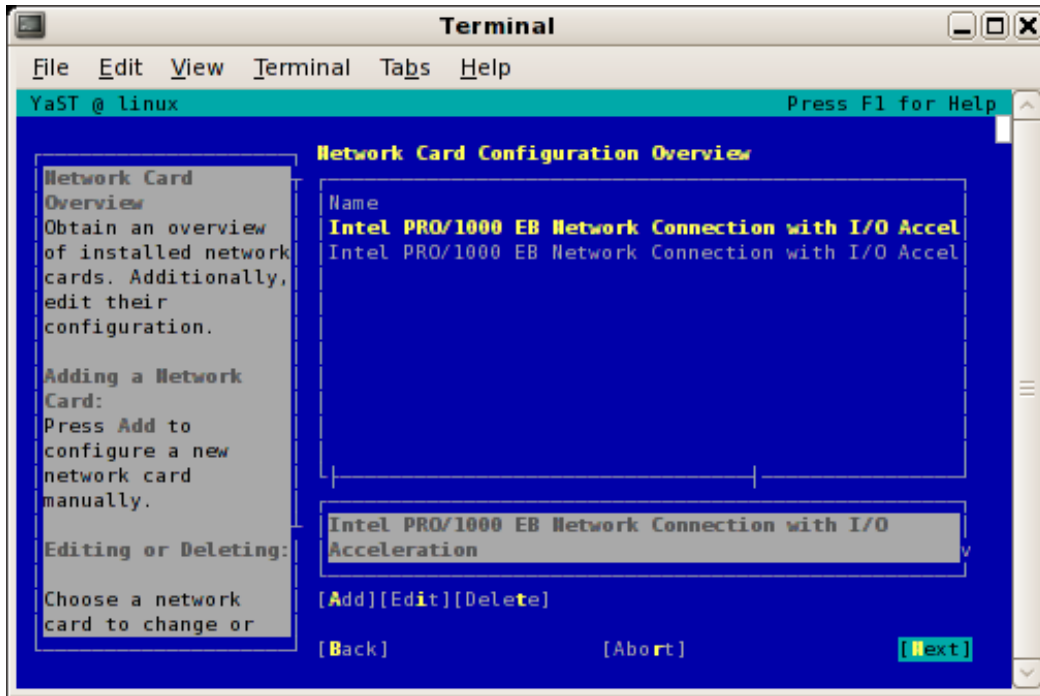 Terminal
File Edit View Terminal Tabs Help
YaST @ linux Press F1 for Help
Network Card
Overview
Obtain an overview
of installed network
cards. Additionally,
edit their
configuration.
Adding a Network
Card:
Press Add to
configure a new
network card
manually.
Editing or Deleting:
Choose a network
card to change or
Network Card Configuration Overview
Name
Intel PRO/1000 EB Network Connection with I/O Accel
Intel PRO/1000 EB Network Connection with I/O Accel
Intel PRO/1000 EB Network Connection with I/O
Acceleration
[Add][Edit][Delete]
[Back] [Abort] [Next]